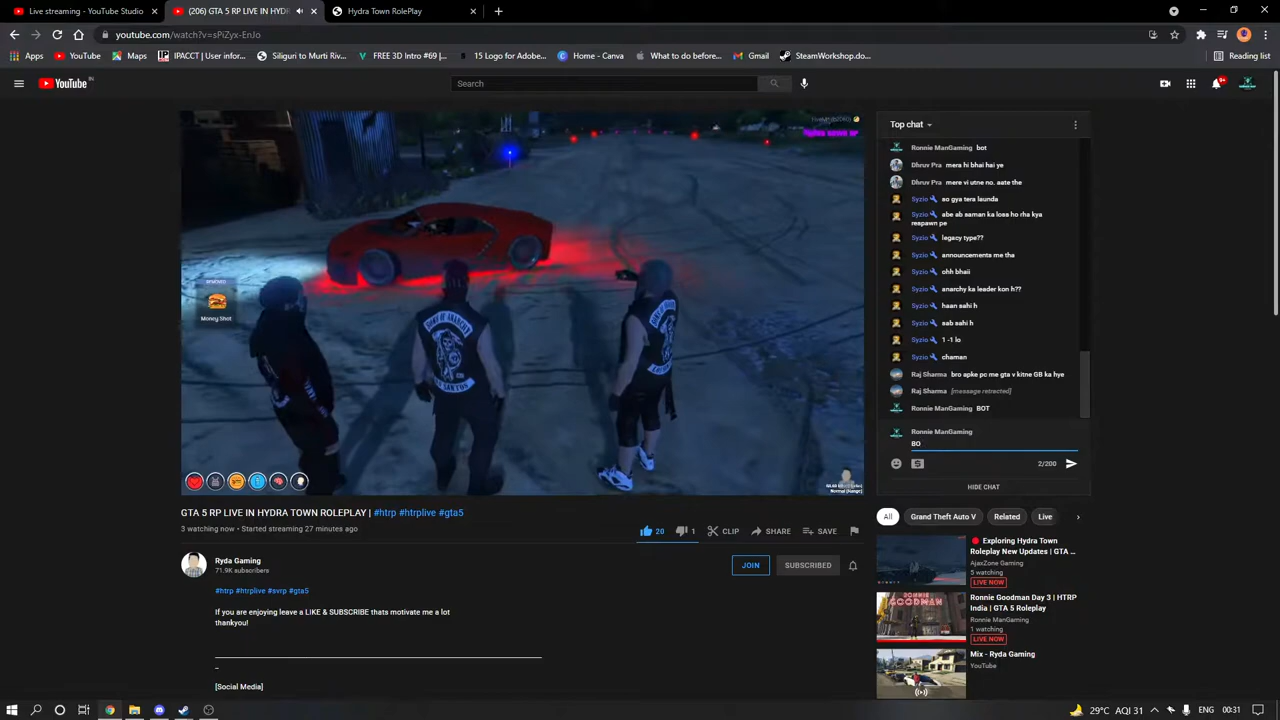 Live streaming - YouTube Studio
(206) GTA 5 RP LIVE IN HYDR
Hydra Town RolePlay
youtube.com/watch?v=sPiZyx-EnJo
Apps
YouTube
Maps
IPACCT | User infor...
Siliguri to Murti Riv...
FREE 3D Intro #69 |...
15 Logo for Adobe...
Home - Canva
What to do before...
Gmail
SteamWorkshop.do...
Reading list
YouTube IN
Search
9+
Top chat
Ronnie ManGaming bot
Dhruv Pra mera hi bhai hai ye
Dhruv Pra mere vi utne no. aate the
Syzio so gya tera launda
Syzio abe ab saman ka loss ho rha kya
reapawn pe
Syzio legacy type??
Syzio announcements me tha
Syzio ohh bhaii
Syzio anarchy ka leader kon h??
Syzio haan sahi h
Syzio sab sahi h
Syzio 1 -1 lo
Syzio chaman
Raj Sharma bro apke pc me gta v kitne GB ka hye
Raj Sharma [message retracted]
Ronnie ManGaming BOT
Ronnie ManGaming
BO
2/200
HIDE CHAT
Money Shot
GTA 5 RP LIVE IN HYDRA TOWN ROLEPLAY | #htrp #htrplive #gta5
3 watching now • Started streaming 27 minutes ago
20
1
CLIP
SHARE
SAVE
Ryda Gaming
71.9K subscribers
JOIN
SUBSCRIBED
#htrp #htrplive #svrp #gta5
If you are enjoying leave a LIKE & SUBSCRIBE thats motivate me a lot
thankyou!
[Social Media]
All
Grand Theft Auto V
Related
Live
Exploring Hydra Town
Roleplay New Updates | GTA ...
AjaxZone Gaming
5 watching
LIVE NOW
RONNIE
GOODMAN
Ronnie Goodman Day 3 | HTRP
India | GTA 5 Roleplay
Ronnie ManGaming
1 watching
LIVE NOW
Mix - Ryda Gaming
YouTube
29°C AQI 31
ENG
00:31